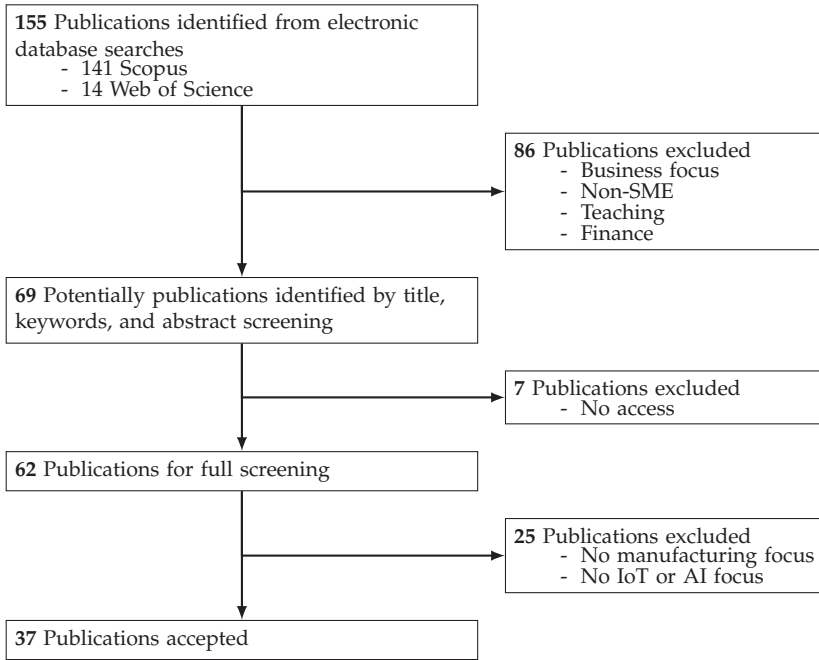 155 Publications identified from electronic
database searches
- 141 Scopus
- 14 Web of Science
86 Publications excluded
- Business focus
- Non-SME
- Teaching
- Finance
69 Potentially publications identified by title,
keywords, and abstract screening
7 Publications excluded
- No access
62 Publications for full screening
25 Publications excluded
- No manufacturing focus
- No IoT or AI focus
37 Publications accepted